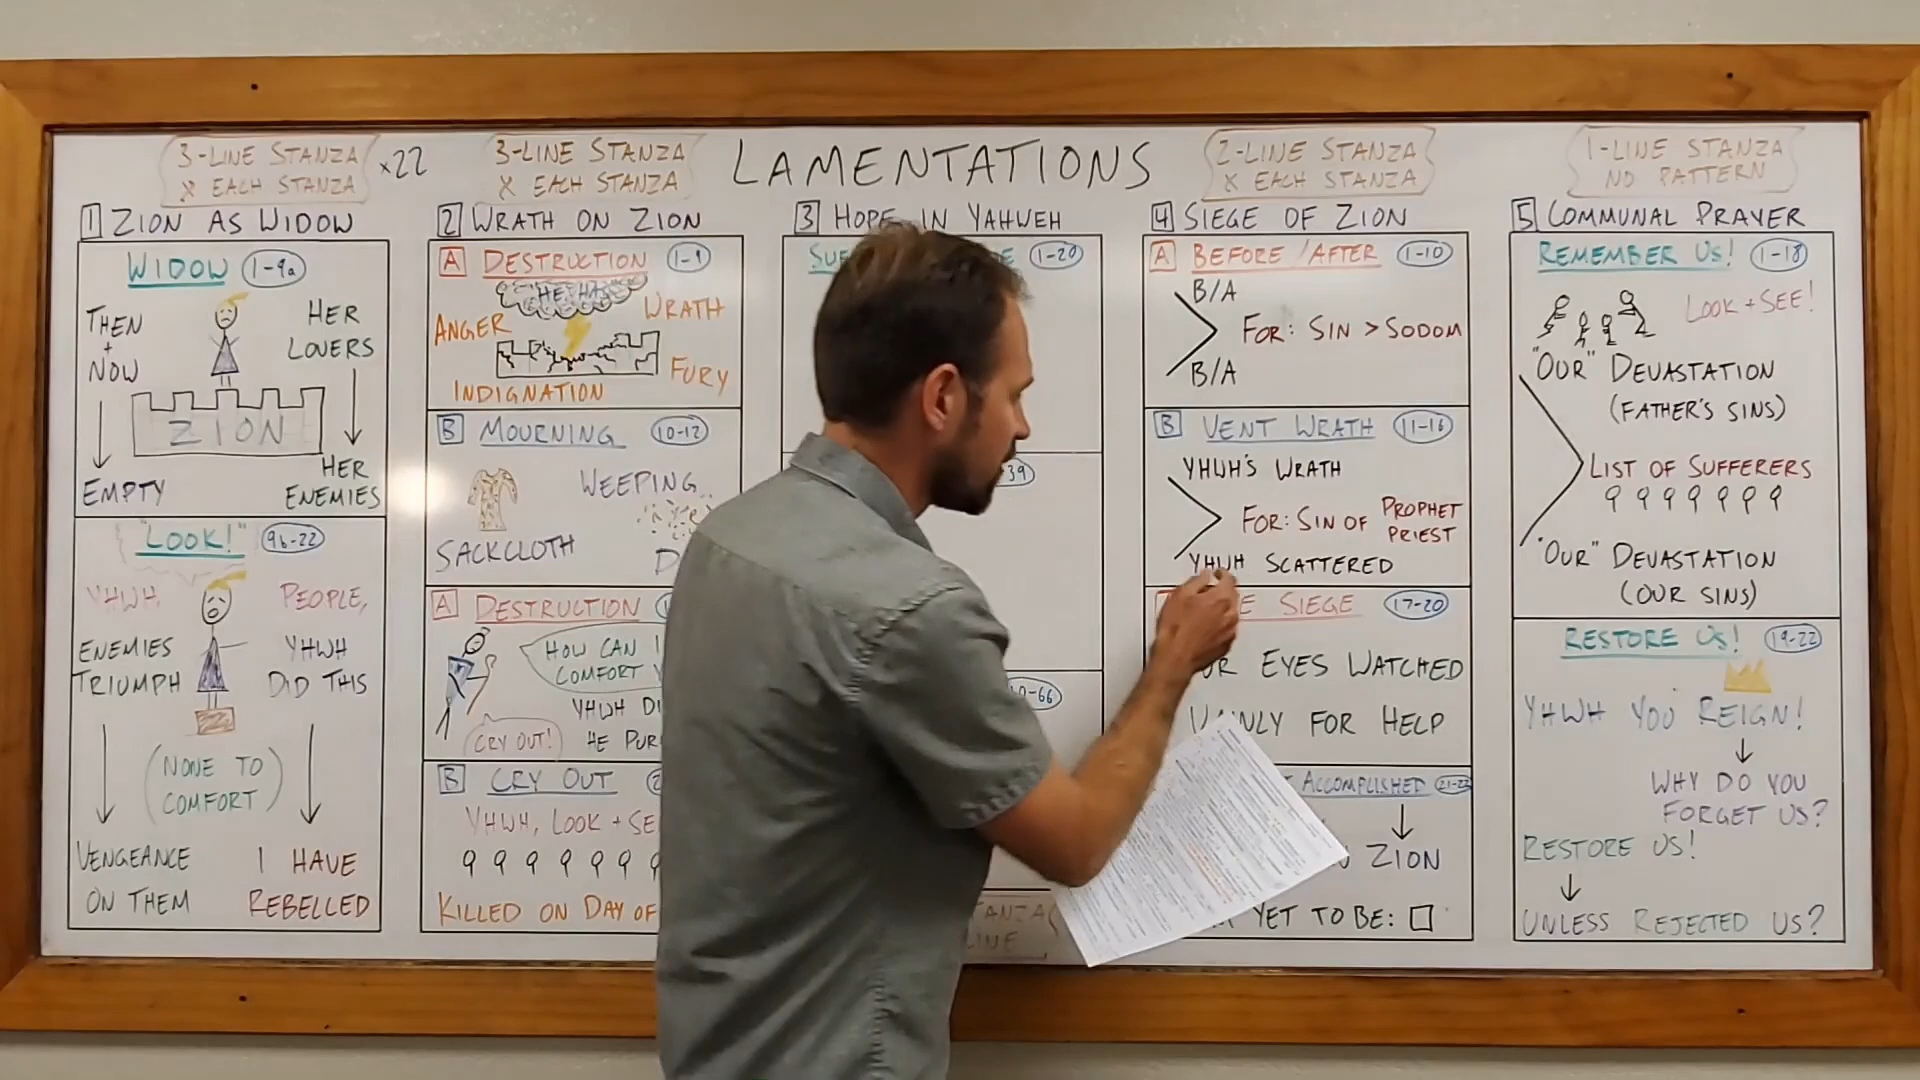 LAMENTATIONS
3-LINE STANZA
א EACH STANZA
×22
1 ZION AS WIDOW
WIDOW 1-9a
THEN
+
NOW
EMPTY
HER
LOVERS
HER
ENEMIES
ZION
"LOOK!" 9b-22
YHWH,
ENEMIES
TRIUMPH
VENGEANCE
ON THEM
PEOPLE,
YHWH
DID THIS
I HAVE
REBELLED
(NONE TO
COMFORT)
3-LINE STANZA
א EACH STANZA
2 WRATH ON ZION
A DESTRUCTION 1-9
"HE HAS"
ANGER
WRATH
INDIGNATION
FURY
B MOURNING 10-12
WEEPING
SACKCLOTH
A DESTRUCTION
HOW CAN I
COMFORT
CRY OUT!
YHWH
HE
B CRY OUT
YHWH, LOOK + SEE
KILLED ON DAY OF
3 HOPE IN YAHWEH
1-20
39
-66
2-LINE STANZA
א EACH STANZA
4 SIEGE OF ZION
A BEFORE/AFTER 1-10
B/A
FOR: SIN > SODOM
B/A
B VENT WRATH 11-16
YHWH'S WRATH
FOR: SIN OF PROPHET
PRIEST
YHWH SCATTERED
SIEGE 17-20
EYES WATCHED
FOR HELP
ACCOMPLISHED
ZION
YET TO BE:
1-LINE STANZA
NO PATTERN
5 COMMUNAL PRAYER
REMEMBER US! 1-18
LOOK + SEE!
"OUR" DEVASTATION
(FATHER'S SINS)
LIST OF SUFFERERS
"OUR" DEVASTATION
(OUR SINS)
RESTORE US! 19-22
YHWH YOU REIGN!
WHY DO YOU
FORGET US?
RESTORE US!
UNLESS REJECTED US?